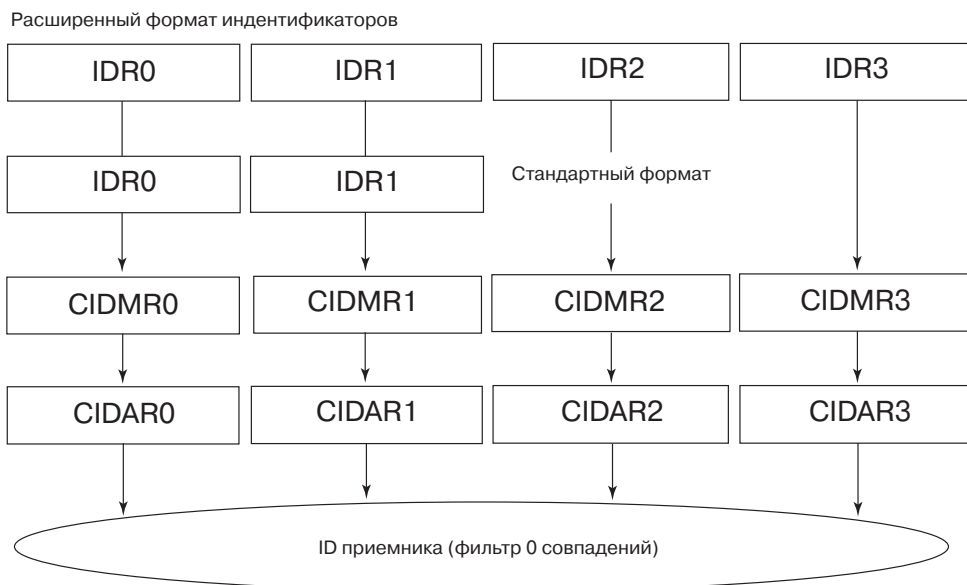 Расширенный формат индентификаторов
IDR0 IDR1 IDR2 IDR3
IDR0 IDR1 Стандартный формат
CIDMR0 CIDMR1 CIDMR2 CIDMR3
CIDAR0 CIDAR1 CIDAR2 CIDAR3
ID приемника (фильтр 0 совпадений)